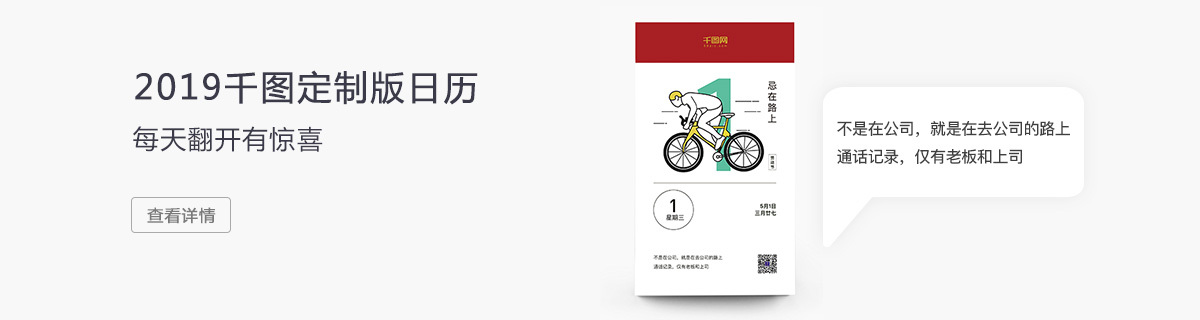 2019千图定制版日历
每天翻开有惊喜
查看详情
千图网
1
忌在路上
1
星期三
5月1日
三月廿七
不是在公司，就是在去公司的路上
通话记录，仅有老板和上司
不是在公司，就是在去公司的路上
通话记录，仅有老板和上司